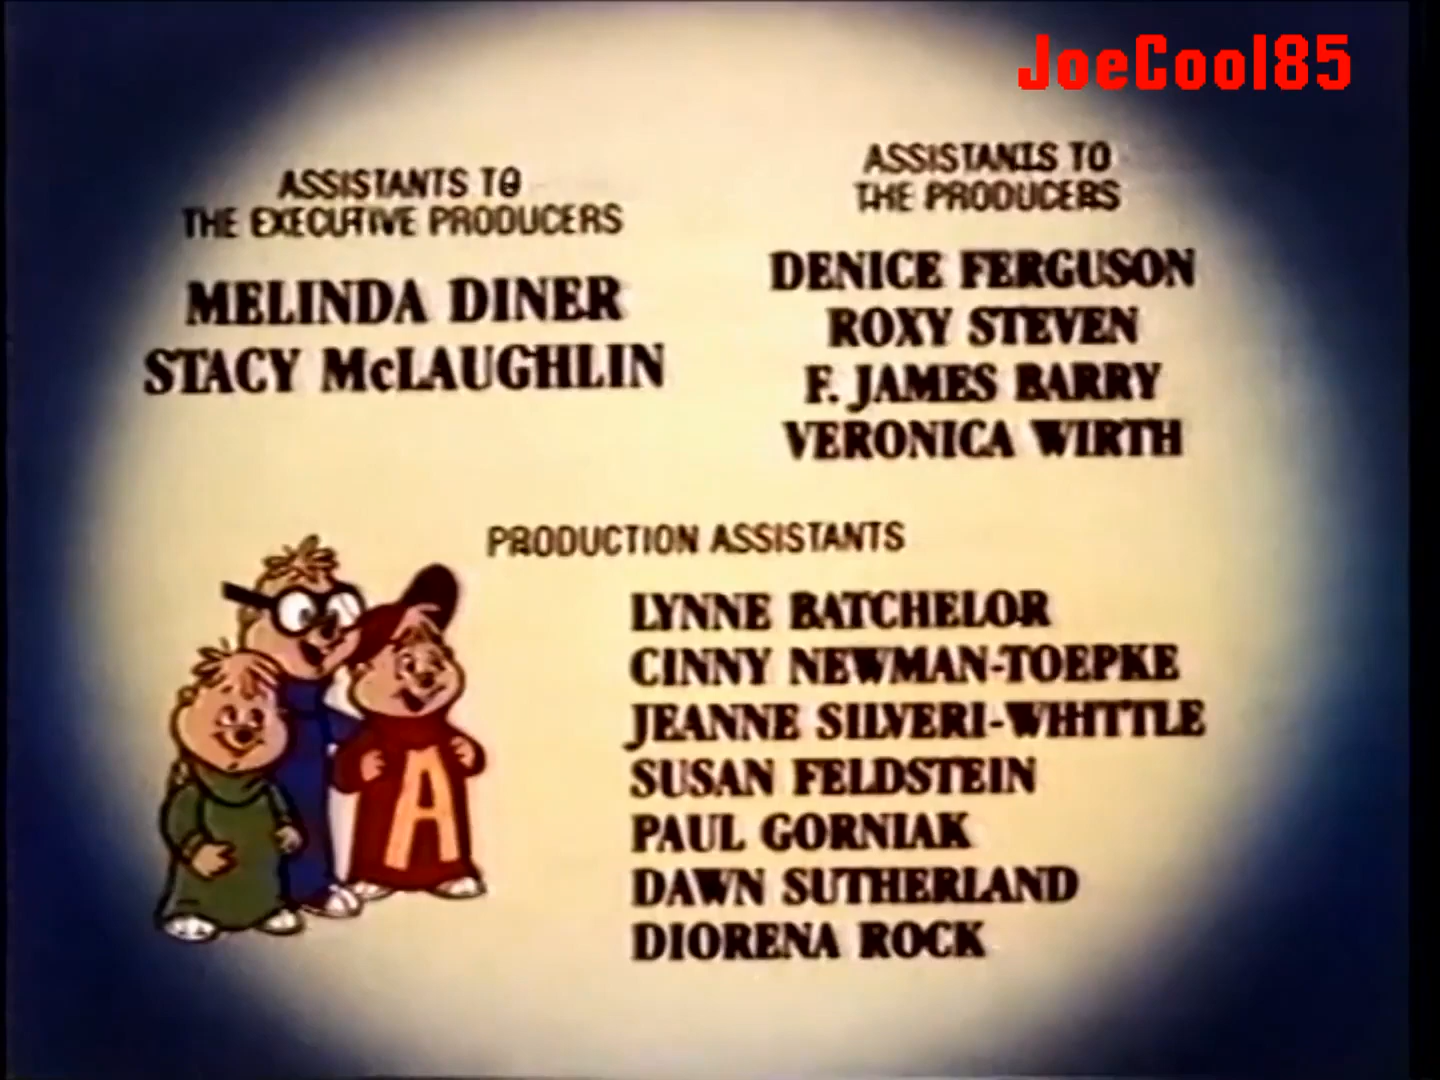 JoeCool85
ASSISTANTS TO
THE EXECUTIVE PRODUCERS
MELINDA DINER
STACY McLAUGHLIN
ASSISTANTS TO
THE PRODUCERS
DENICE FERGUSON
ROXY STEVEN
F. JAMES BARRY
VERONICA WIRTH
PRODUCTION ASSISTANTS
LYNNE BATCHELOR
CINNY NEWMAN-TOEPKE
JEANNE SILVERI-WHITTLE
SUSAN FELDSTEIN
PAUL GORNIAK
DAWN SUTHERLAND
DIORENA ROCK
A